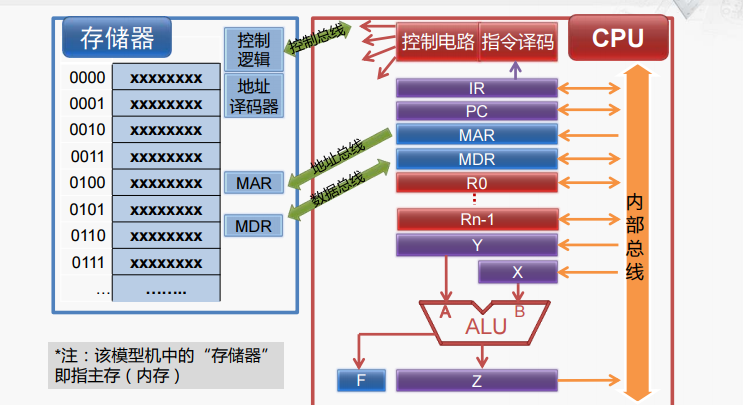 存储器
控制
逻辑
地址
译码器
0000 xxxxxxxx
0001 xxxxxxxx
0010 xxxxxxxx
0011 xxxxxxxx
0100 xxxxxxxx
0101 xxxxxxxx
0110 xxxxxxxx
0111 xxxxxxxx
... ........
MAR
MDR
*注：该模型机中的“存储器”
即指主存（内存）
控制总线
地址总线
数据总线
CPU
控制电路 指令译码
IR
PC
MAR
MDR
R0
Rn-1
Y
X
A B
ALU
F
Z
内部总线